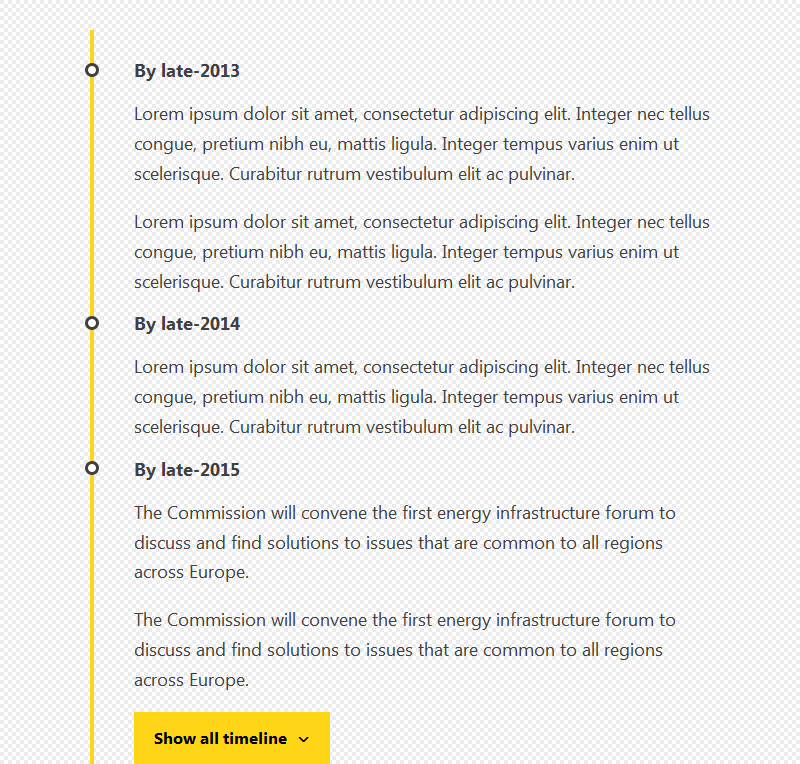 By late-2013
Lorem ipsum dolor sit amet, consectetur adipiscing elit. Integer nec tellus
congue, pretium nibh eu, mattis ligula. Integer tempus varius enim ut
scelerisque. Curabitur rutrum vestibulum elit ac pulvinar.
Lorem ipsum dolor sit amet, consectetur adipiscing elit. Integer nec tellus
congue, pretium nibh eu, mattis ligula. Integer tempus varius enim ut
scelerisque. Curabitur rutrum vestibulum elit ac pulvinar.
By late-2014
Lorem ipsum dolor sit amet, consectetur adipiscing elit. Integer nec tellus
congue, pretium nibh eu, mattis ligula. Integer tempus varius enim ut
scelerisque. Curabitur rutrum vestibulum elit ac pulvinar.
By late-2015
The Commission will convene the first energy infrastructure forum to
discuss and find solutions to issues that are common to all regions
across Europe.
The Commission will convene the first energy infrastructure forum to
discuss and find solutions to issues that are common to all regions
across Europe.
Show all timeline